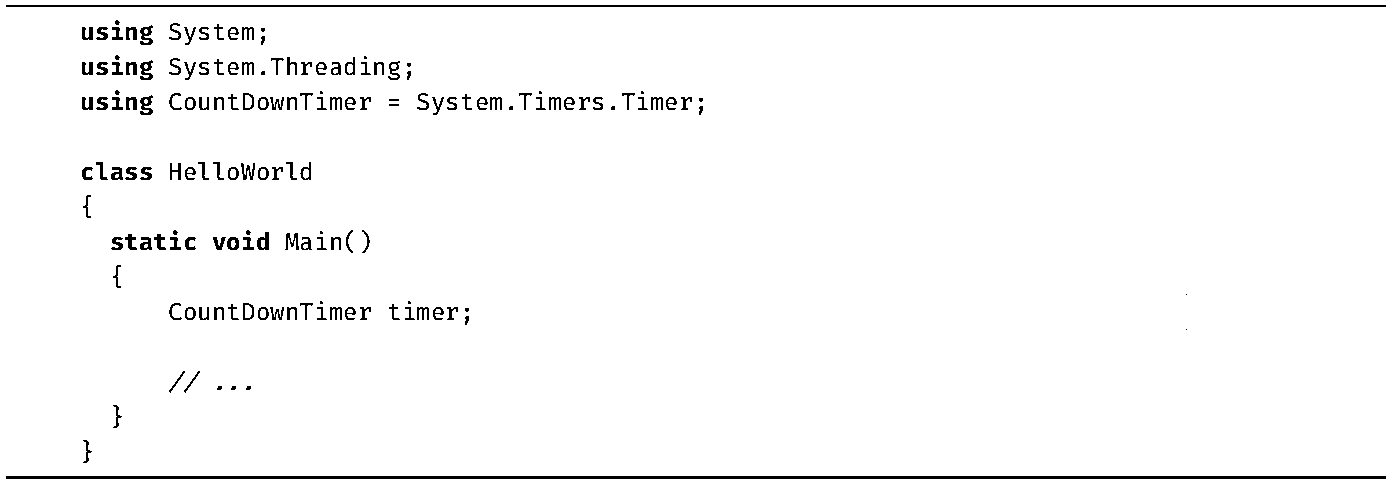 using System;
using System.Threading;
using CountDownTimer = System.Timers.Timer;
class HelloWorld
{
static void Main()
{
CountDownTimer timer;
// ...
}
}